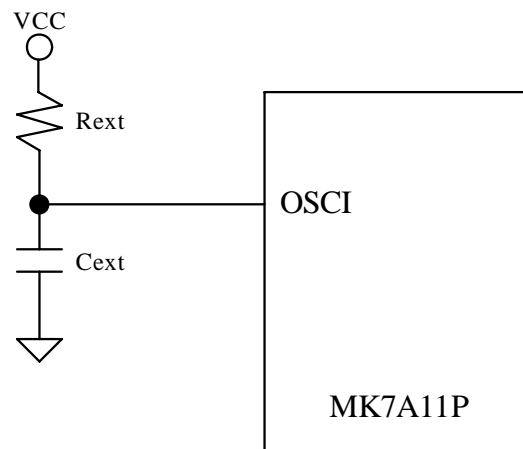 VCC
Rext
OSCI
Cext
MK7A11P